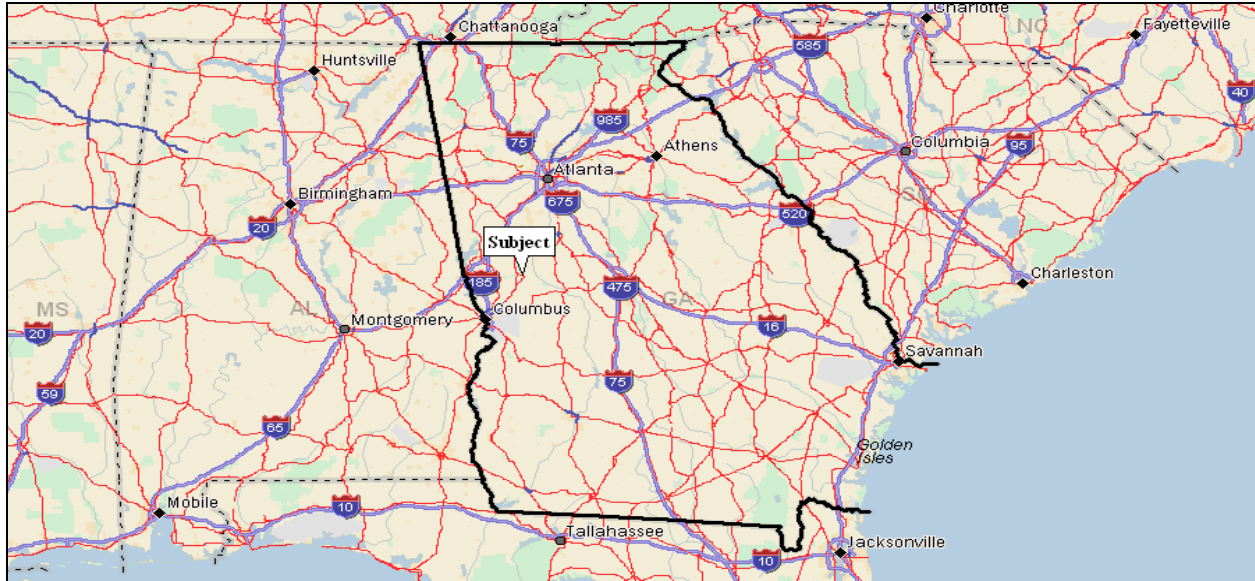 Charlotte
Chattanooga
NC
Fayetteville
585
Huntsville
40
985
75
Athens
Columbia
95
Atlanta
Birmingham
675
SC
520
20
Subject
185
Charleston
475
GA
MS
AL
Columbus
Montgomery
16
20
Savannah
75
59
65
Golden
Isles
Mobile
10
Tallahassee
Jacksonville
10